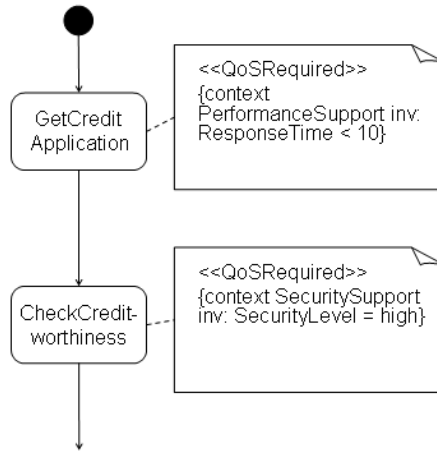 GetCredit
Application
<<QoSRequired>>
{context
PerformanceSupport inv:
ResponseTime < 10}
CheckCredit-
worthiness
<<QoSRequired>>
{context SecuritySupport
inv: SecurityLevel = high}